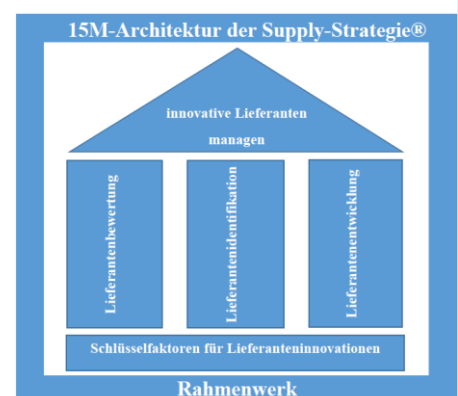 15M-Architektur der Supply-Strategie®
innovative Lieferanten
managen
Lieferantenbewertung
Lieferantenidentifikation
Lieferantenentwicklung
Schlüsselfaktoren für Lieferanteninnovationen
Rahmenwerk